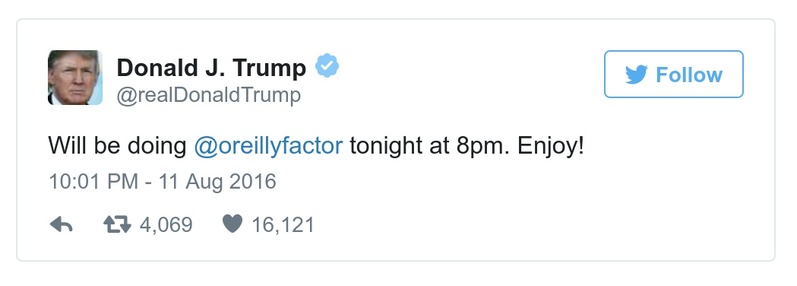 Donald J. Trump
@realDonaldTrump
Follow
Will be doing @oreillyfactor tonight at 8pm. Enjoy!
10:01 PM - 11 Aug 2016
4,069 16,121